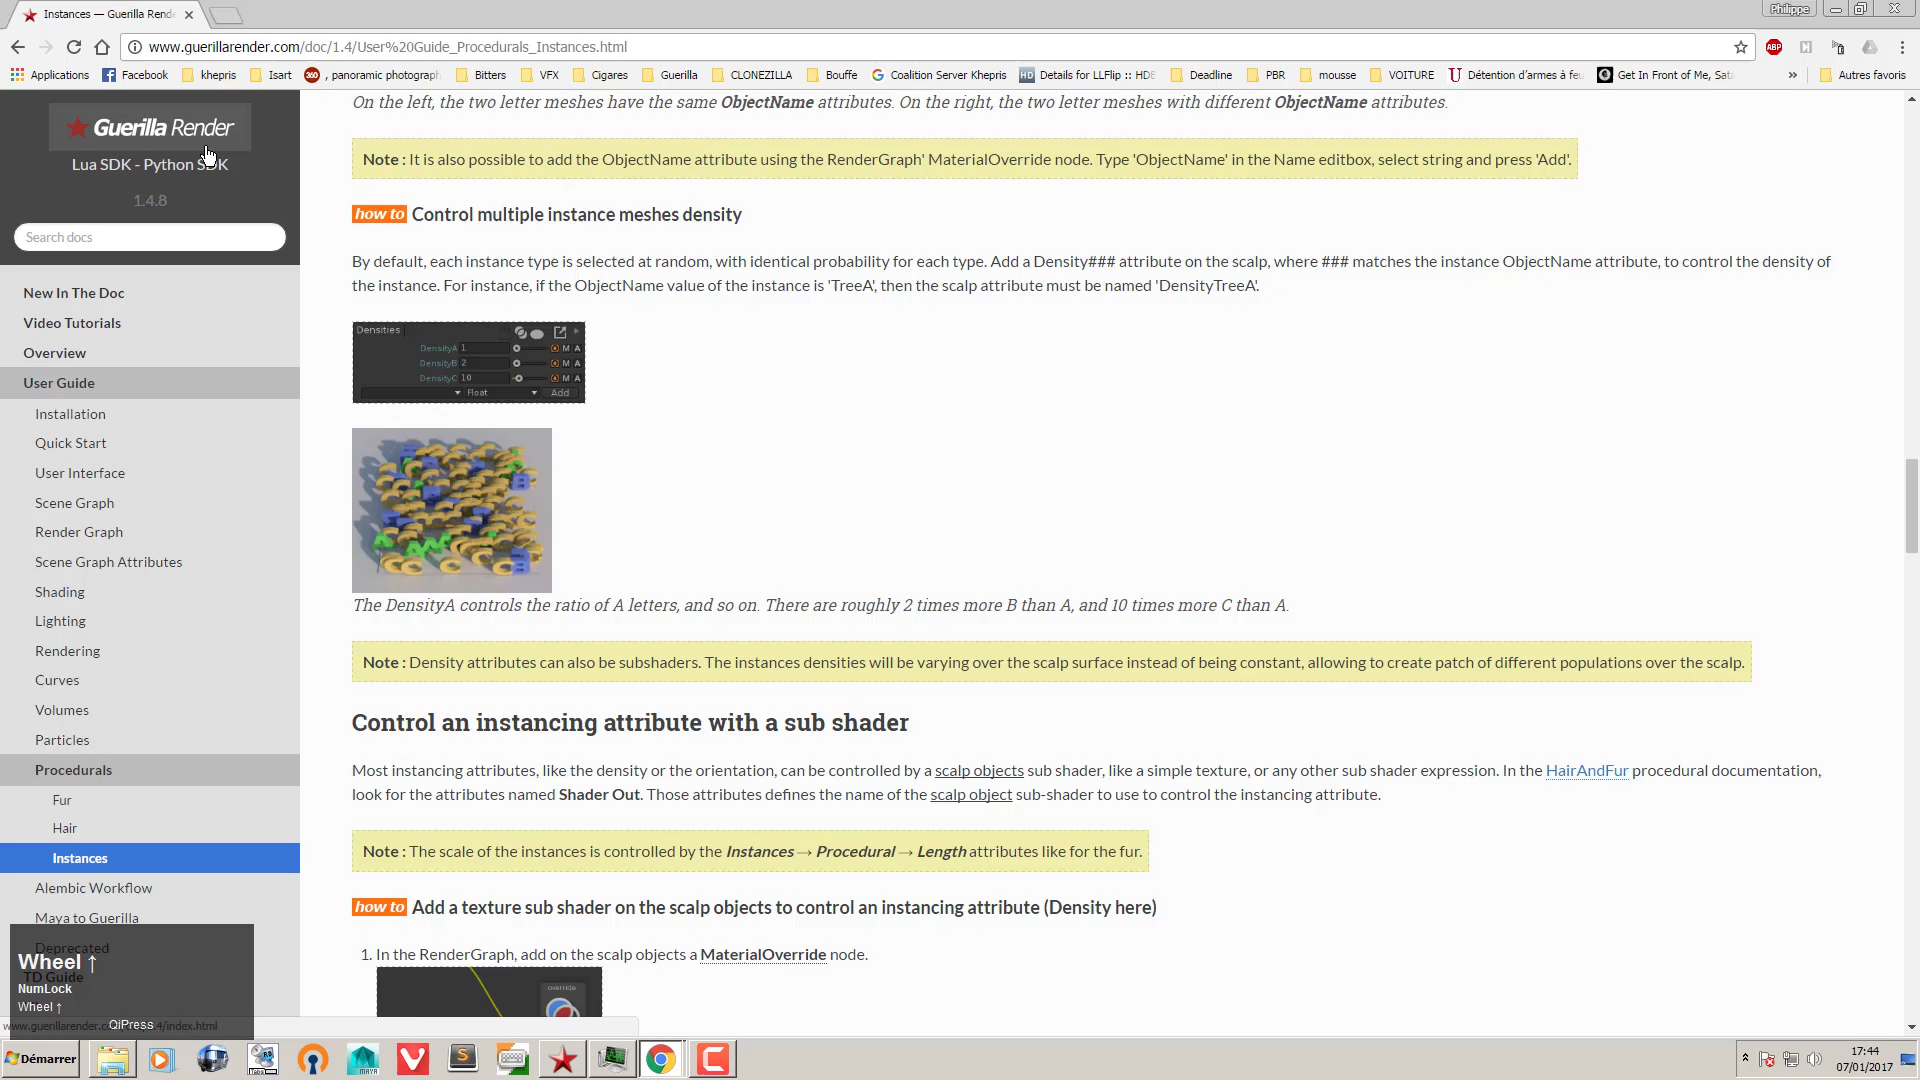 Instances — Guerilla Rende
Philippe
www.guerillarender.com/doc/1.4/User%20Guide_Procedurals_Instances.html
ABP
Applications
Facebook
khepris
Isart
360
, panoramic photograph
Bitters
VFX
Cigares
Guerilla
CLONEZILLA
Bouffe
Coalition Server Khepris
HD
Details for LLFlip :: HDE
Deadline
PBR
mousse
VOITURE
Détention d'armes à feu
Get In Front of Me, Sata
»
Autres favoris
Guerilla Render
Lua SDK - Python SDK
1.4.8
Search docs
New In The Doc
Video Tutorials
Overview
User Guide
Installation
Quick Start
User Interface
Scene Graph
Render Graph
Scene Graph Attributes
Shading
Lighting
Rendering
Curves
Volumes
Particles
Procedurals
Fur
Hair
Instances
Alembic Workflow
Maya to Guerilla
Deprecated
TD Guide
Wheel ↑
NumLock
Wheel ↑
QiPress
On the left, the two letter meshes have the same ObjectName attributes. On the right, the two letter meshes with different ObjectName attributes.
Note : It is also possible to add the ObjectName attribute using the RenderGraph' MaterialOverride node. Type 'ObjectName' in the Name editbox, select string and press 'Add'.
how to Control multiple instance meshes density
By default, each instance type is selected at random, with identical probability for each type. Add a Density### attribute on the scalp, where ### matches the instance ObjectName attribute, to control the density of
the instance. For instance, if the ObjectName value of the instance is 'TreeA', then the scalp attribute must be named 'DensityTreeA'.
Densities
DensityA 1 M A
DensityB 2 M A
DensityC 10 M A
Float Add
The DensityA controls the ratio of A letters, and so on. There are roughly 2 times more B than A, and 10 times more C than A.
Note : Density attributes can also be subshaders. The instances densities will be varying over the scalp surface instead of being constant, allowing to create patch of different populations over the scalp.
Control an instancing attribute with a sub shader
Most instancing attributes, like the density or the orientation, can be controlled by a scalp objects sub shader, like a simple texture, or any other sub shader expression. In the HairAndFur procedural documentation,
look for the attributes named Shader Out. Those attributes defines the name of the scalp object sub-shader to use to control the instancing attribute.
Note : The scale of the instances is controlled by the Instances → Procedural → Length attributes like for the fur.
how to Add a texture sub shader on the scalp objects to control an instancing attribute (Density here)
1. In the RenderGraph, add on the scalp objects a MaterialOverride node.
override
Démarrer
MAYA
17:44
07/01/2017